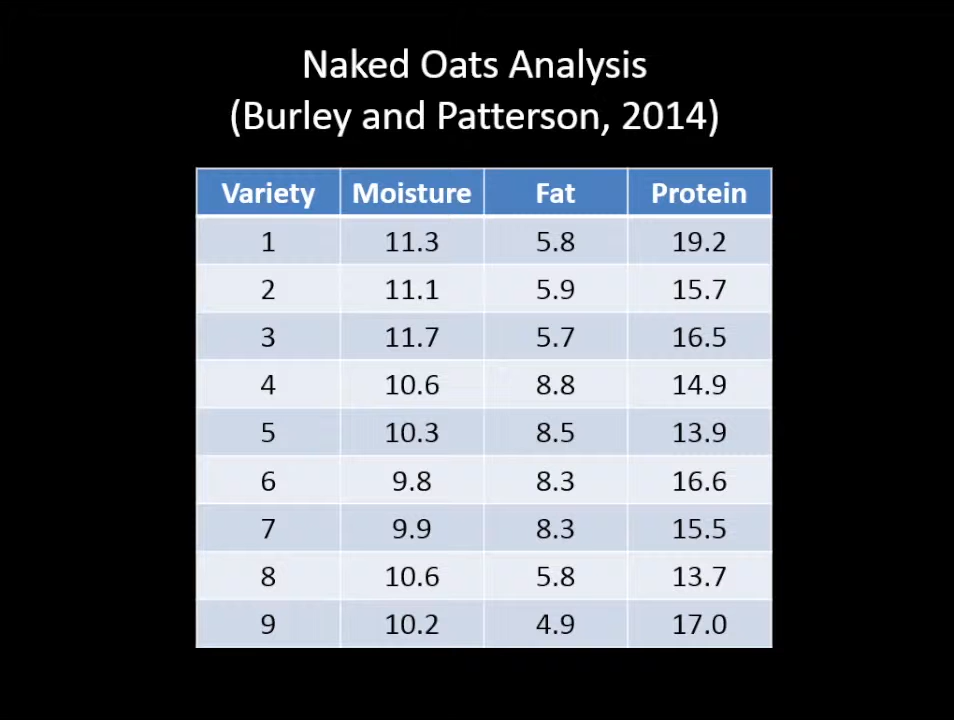 Naked Oats Analysis
(Burley and Patterson, 2014)
Variety Moisture Fat Protein
1 11.3 5.8 19.2
2 11.1 5.9 15.7
3 11.7 5.7 16.5
4 10.6 8.8 14.9
5 10.3 8.5 13.9
6 9.8 8.3 16.6
7 9.9 8.3 15.5
8 10.6 5.8 13.7
9 10.2 4.9 17.0